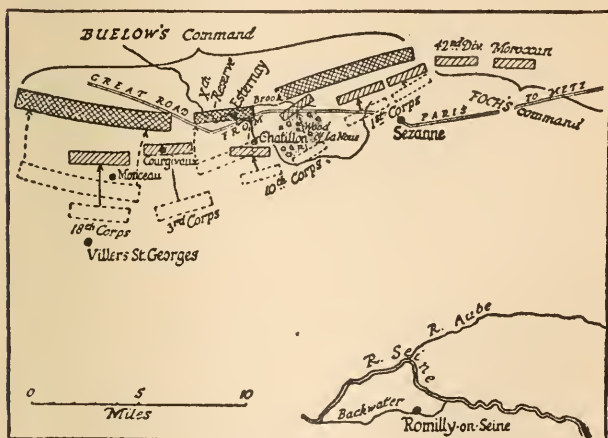 BUELOW'S Command
42nd Div. Moroccan
GREAT ROAD
Xth Reserve
Esternay
Brook
FROM
PARIS
TO METZ
FOCH'S Command
1st Corps
Sezanne
Chatillon
Wood of La Noue
Courgivaux
Monceau
10th Corps
3rd Corps
18th Corps
Villers St. Georges
R. Aube
R. Seine
0 5 10
Miles
Backwater
Romilly-on-Seine